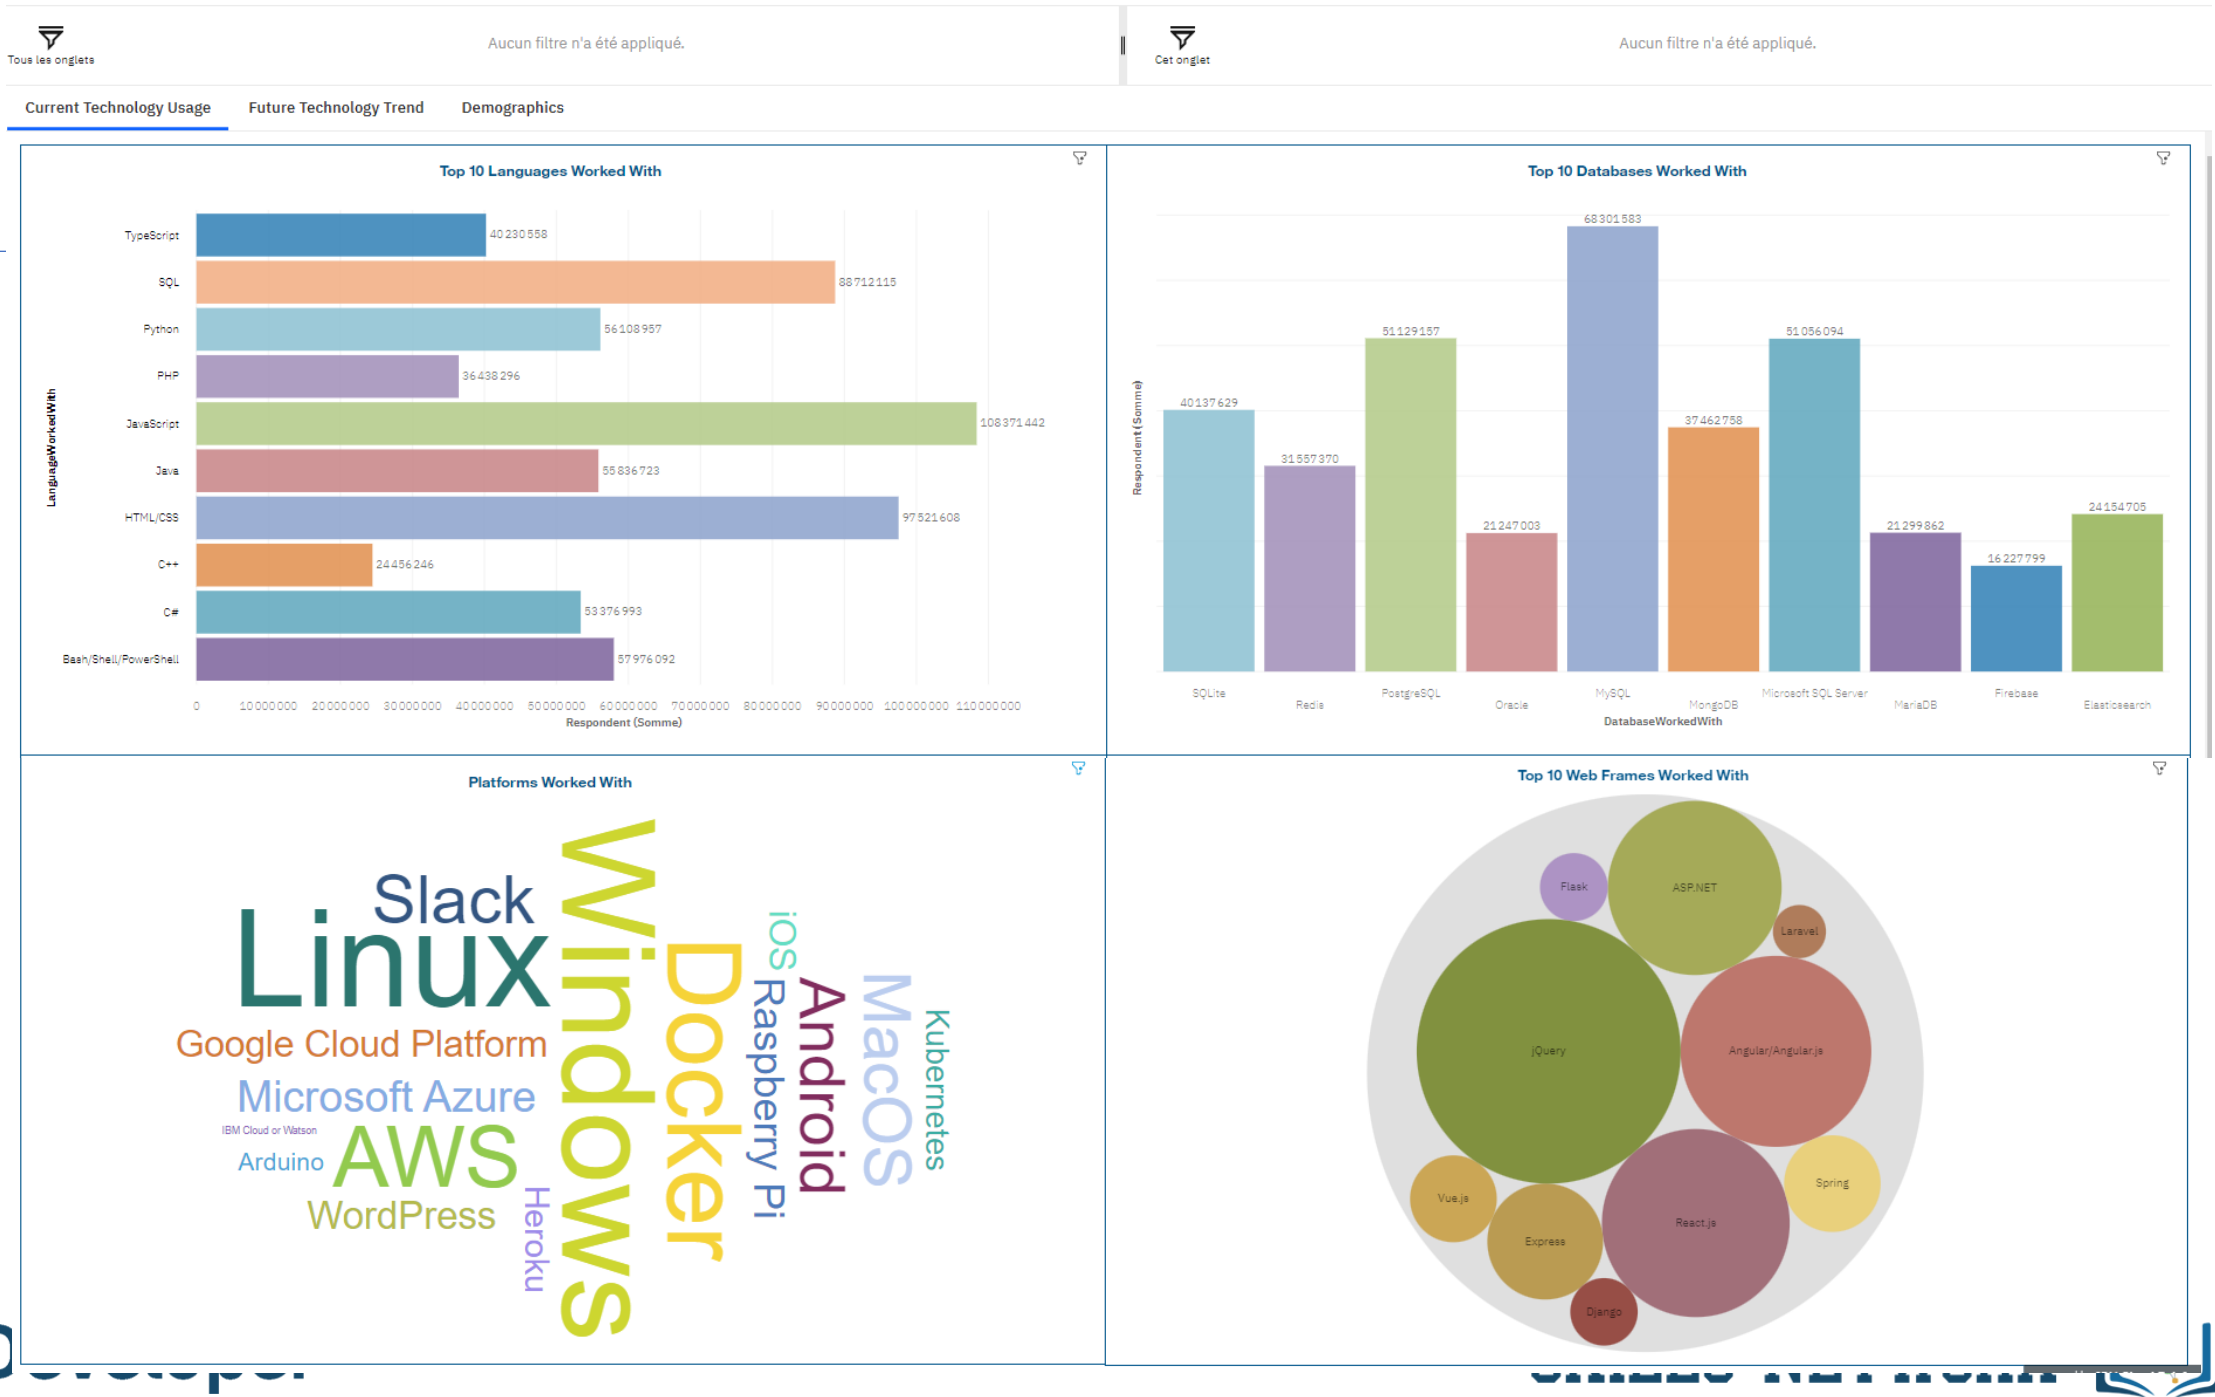 Tous les onglets
Aucun filtre n'a été appliqué.
Cet onglet
Aucun filtre n'a été appliqué.
Current Technology Usage
Future Technology Trend
Demographics
Top 10 Languages Worked With
LanguageWorkedWith
TypeScript
40 230 558
SQL
88 712 115
Python
56 108 957
PHP
36 438 296
JavaScript
108 371 442
Java
55 836 723
HTML/CSS
97 521 608
C++
24 456 246
C#
53 376 993
Bash/Shell/PowerShell
57 976 092
0 10 000 000 20 000 000 30 000 000 40 000 000 50 000 000 60 000 000 70 000 000 80 000 000 90 000 000 100 000 000 110 000 000
Respondent (Somme)
Top 10 Databases Worked With
Respondent (Somme)
40 137 629
31 557 370
51 129 157
21 247 003
68 301 583
37 462 758
51 056 094
21 299 862
16 227 799
24 154 705
SQLite
Redis
PostgreSQL
Oracle
MySQL
MongoDB
Microsoft SQL Server
MariaDB
Firebase
Elasticsearch
DatabaseWorkedWith
Platforms Worked With
Slack
Linux
Google Cloud Platform
Microsoft Azure
IBM Cloud or Watson
Arduino
AWS
WordPress
Heroku
Windows
Docker
iOS
Raspberry Pi
Android
MacOS
Kubernetes
Top 10 Web Frames Worked With
Flask
ASP.NET
Laravel
jQuery
Angular/Angular.js
Vue.js
Spring
React.js
Express
Django